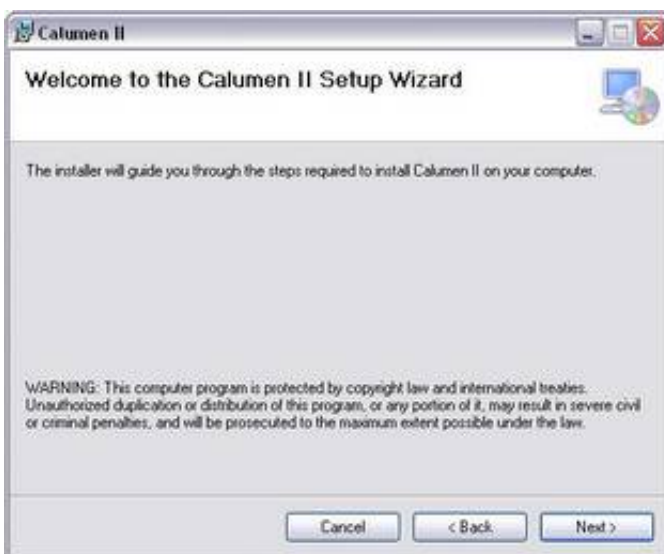 Calumen II
Welcome to the Calumen II Setup Wizard
The installer will guide you through the steps required to install Calumen II on your computer.
WARNING: This computer program is protected by copyright law and international treaties.
Unauthorized duplication or distribution of this program, or any portion of it, may result in severe civil
or criminal penalties, and will be prosecuted to the maximum extent possible under the law.
Cancel
< Back
Next >